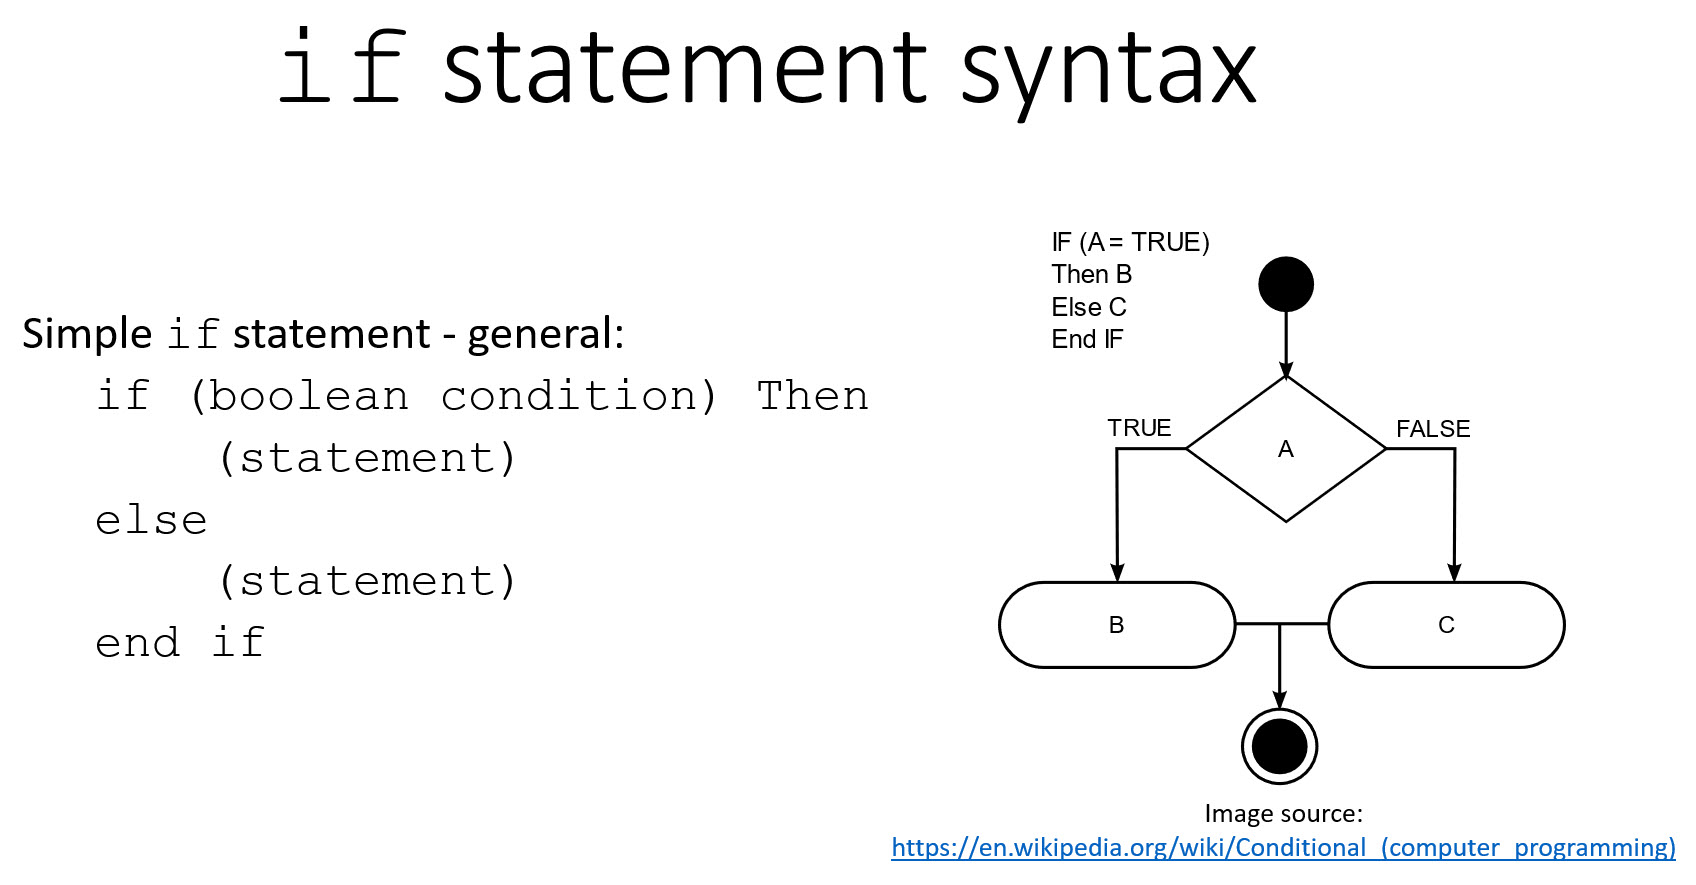 if statement syntax
Simple if statement - general:
if (boolean condition) Then
(statement)
else
(statement)
end if
IF (A = TRUE)
Then B
Else C
End IF
TRUE
A
FALSE
B
C
Image source:
https://en.wikipedia.org/wiki/Conditional_(computer_programming)